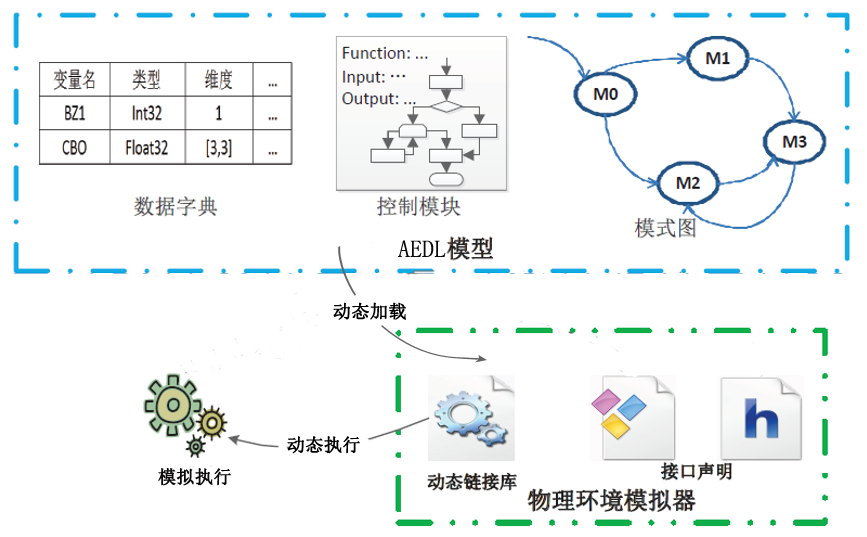 变量名 类型 维度 ...
BZ1 Int32 1 ...
CBO Float32 [3,3] ...
数据字典
Function: ...
Input: ...
Output: ...
控制模块
M0
M1
M2
M3
模式图
AEDL模型
动态加载
动态执行
模拟执行
动态链接库
h
接口声明
物理环境模拟器